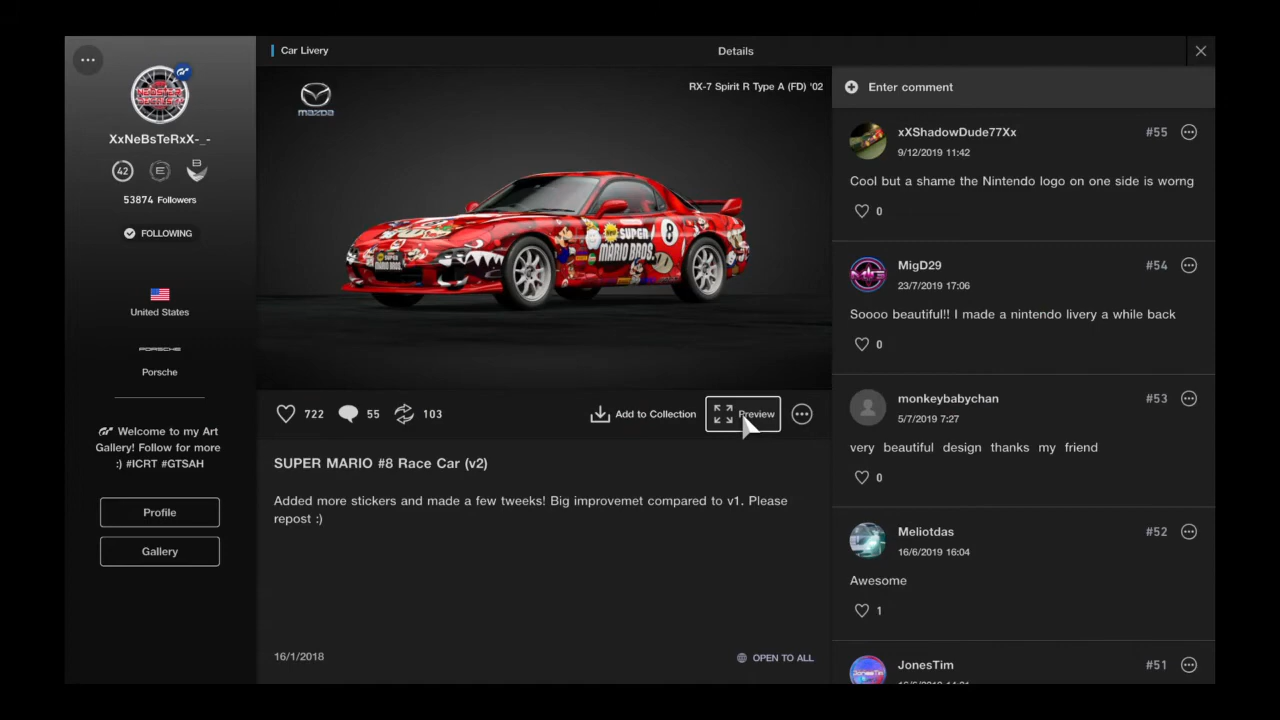 Car Livery
Details
XxNeBsTeRxX-_-
42
E
B
53874 Followers
FOLLOWING
United States
PORSCHE
Porsche
Welcome to my Art
Gallery! Follow for more
:) #ICRT #GTSAH
Profile
Gallery
mazda
RX-7 Spirit R Type A (FD) '02
SUPER
MARIO BROS.
8
722
55
103
Add to Collection
Preview
SUPER MARIO #8 Race Car (v2)
Added more stickers and made a few tweeks! Big improvemet compared to v1. Please
repost :)
16/1/2018
OPEN TO ALL
Enter comment
xXShadowDude77Xx
#55
9/12/2019 11:42
Cool but a shame the Nintendo logo on one side is worng
0
MigD29
#54
23/7/2019 17:06
Soooo beautiful!! I made a nintendo livery a while back
0
monkeybabychan
#53
5/7/2019 7:27
very beautiful design thanks my friend
0
Meliotdas
#52
16/6/2019 16:04
Awesome
1
JonesTim
#51